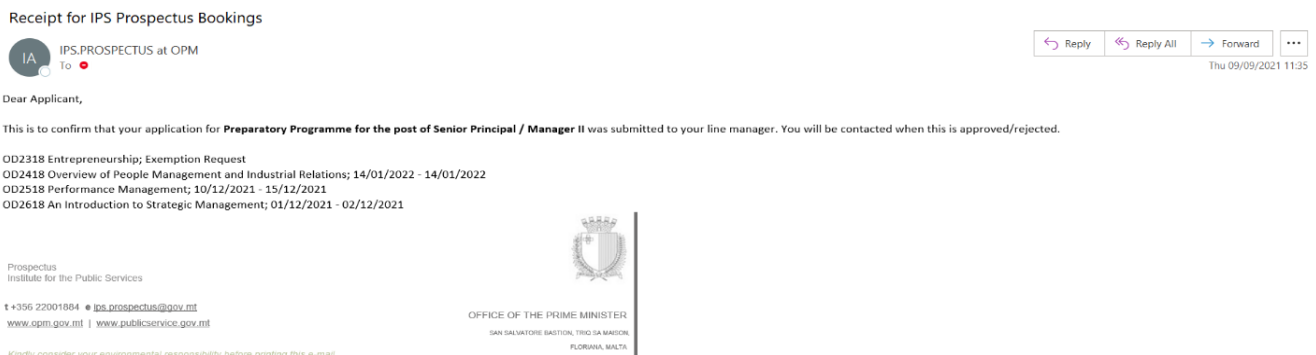 Receipt for IPS Prospectus Bookings
IA
IPS.PROSPECTUS at OPM
To
Reply
Reply All
Forward
Thu 09/09/2021 11:35
Dear Applicant,
This is to confirm that your application for Preparatory Programme for the post of Senior Principal / Manager II was submitted to your line manager. You will be contacted when this is approved/rejected.
OD2318 Entrepreneurship; Exemption Request
OD2418 Overview of People Management and Industrial Relations; 14/01/2022 - 14/01/2022
OD2518 Performance Management; 10/12/2021 - 15/12/2021
OD2618 An Introduction to Strategic Management; 01/12/2021 - 02/12/2021
Prospectus
Institute for the Public Services
t +356 22001884 e ips.prospectus@gov.mt
www.opm.gov.mt | www.publicservice.gov.mt
Kindly consider your environmental responsibility before printing this e-mail
OFFICE OF THE PRIME MINISTER
SAN SALVATORE BASTION, TRIQ SA MAISON,
FLORIANA, MALTA